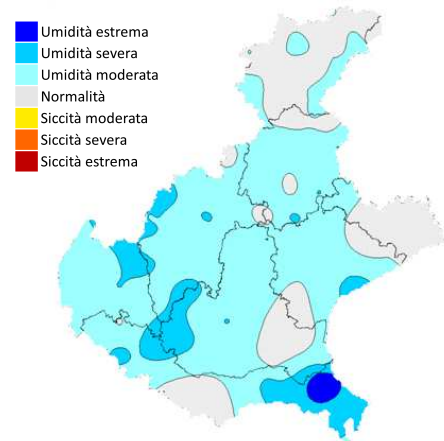 Umidità estrema
Umidità severa
Umidità moderata
Normalità
Siccità moderata
Siccità severa
Siccità estrema